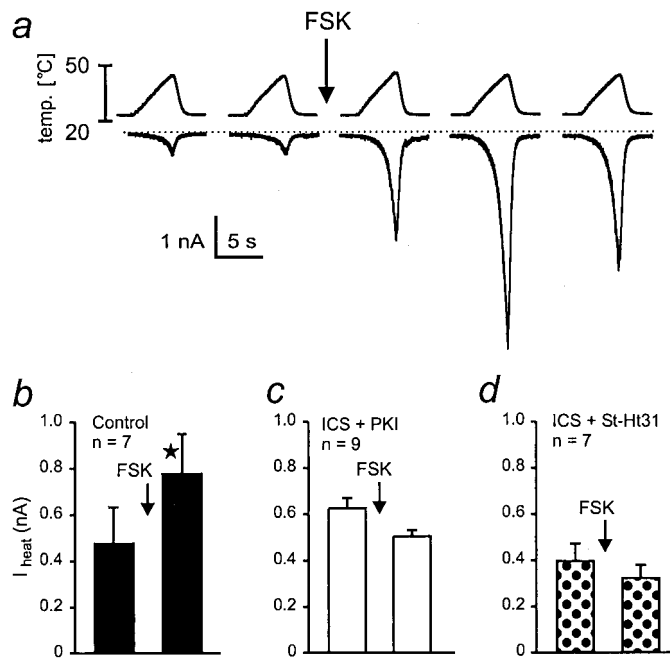 a
FSK
50
temp. [°C]
20
1 nA
5 s
b
c
d
1.0
0.8
0.6
0.4
0.2
0
I heat (nA)
Control
n = 7
FSK
★
1.0
0.8
0.6
0.4
0.2
0
ICS + PKI
n = 9
FSK
1.0
0.8
0.6
0.4
0.2
0
ICS + St-Ht31
n = 7
FSK